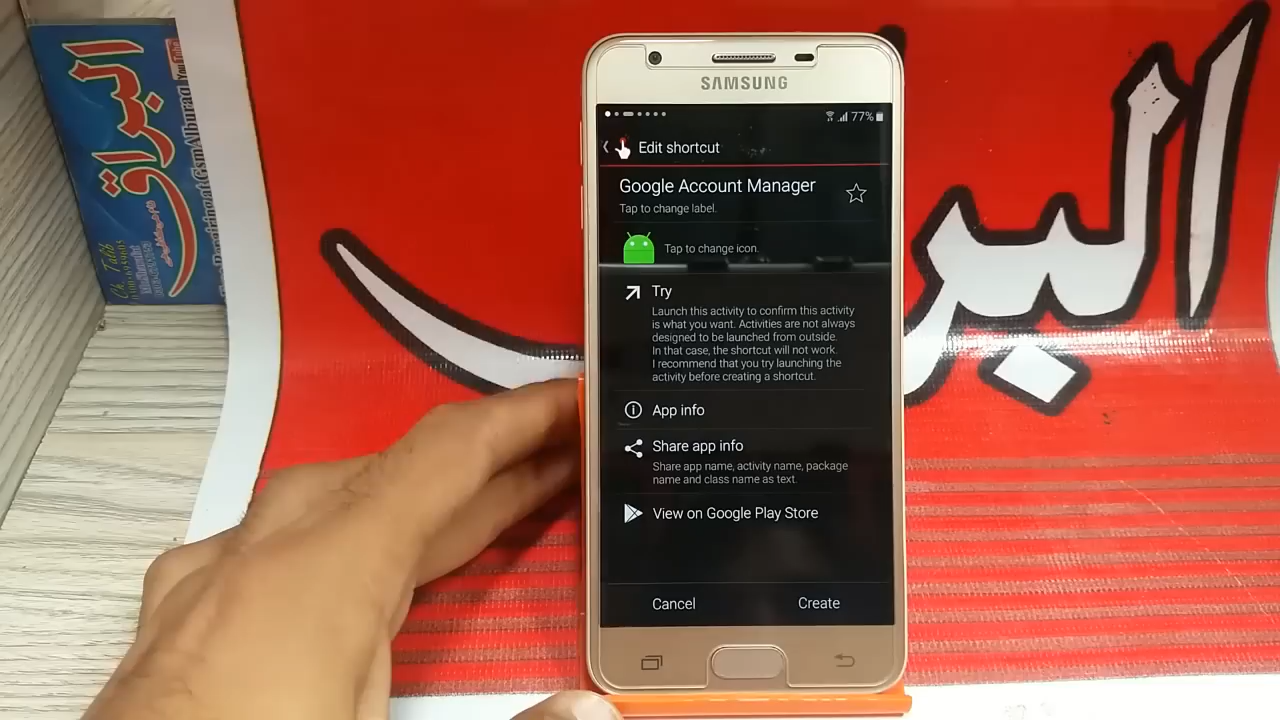 البراق
You Tube
Ch. Talib
SAMSUNG
77%
Edit shortcut
Google Account Manager
Tap to change label.
Tap to change icon.
Try
Launch this activity to confirm this activity
is what you want. Activities are not always
designed to be launched from outside.
In that case, the shortcut will not work.
I recommend that you try launching the
activity before creating a shortcut.
App info
Share app info
Share app name, activity name, package
name and class name as text.
View on Google Play Store
Cancel
Create